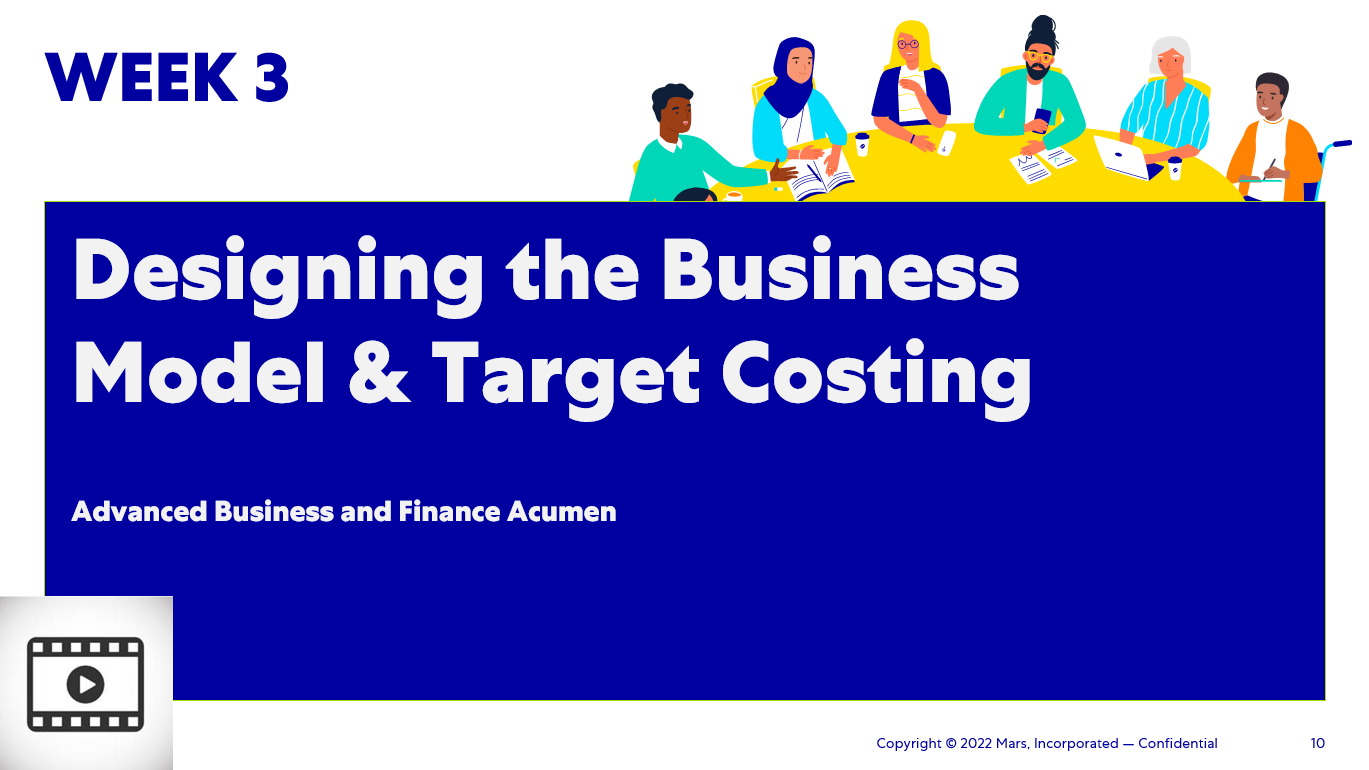 WEEK 3
Designing the Business
Model & Target Costing
Advanced Business and Finance Acumen
Copyright © 2022 Mars, Incorporated — Confidential
10